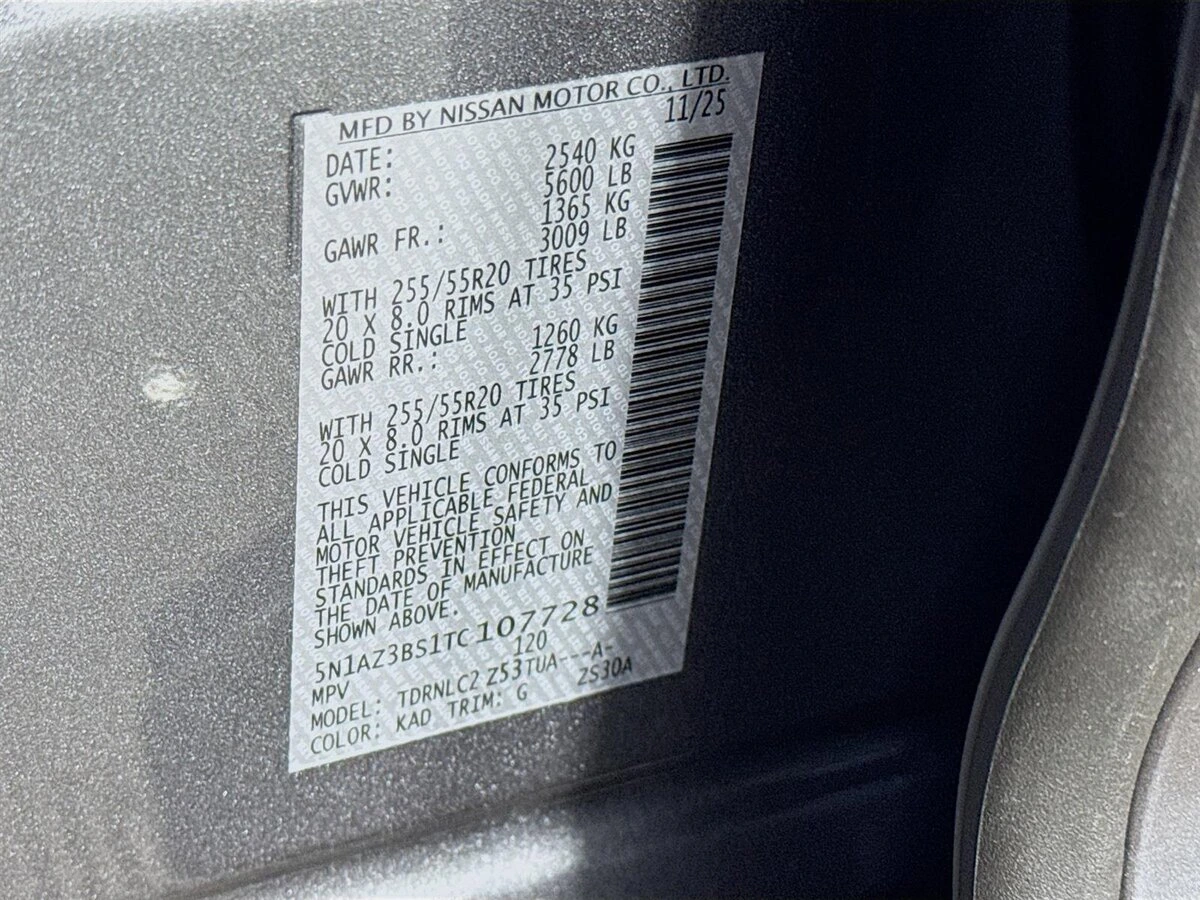 MFD BY NISSAN MOTOR CO., LTD.
DATE: 11/25
GVWR: 2540 KG
5600 LB
GAWR FR.: 1365 KG
3009 LB
WITH 255/55R20 TIRES
20 X 8.0 RIMS AT 35 PSI
COLD SINGLE
GAWR RR.: 1260 KG
2778 LB
WITH 255/55R20 TIRES
20 X 8.0 RIMS AT 35 PSI
COLD SINGLE
THIS VEHICLE CONFORMS TO
ALL APPLICABLE FEDERAL
MOTOR VEHICLE SAFETY AND
THEFT PREVENTION
STANDARDS IN EFFECT ON
THE DATE OF MANUFACTURE
SHOWN ABOVE.
5N1AZ3BS1TC107728
MPV 120
MODEL: TDRNLC2 Z53TUA---A-
COLOR: KAD TRIM: G ZS30A